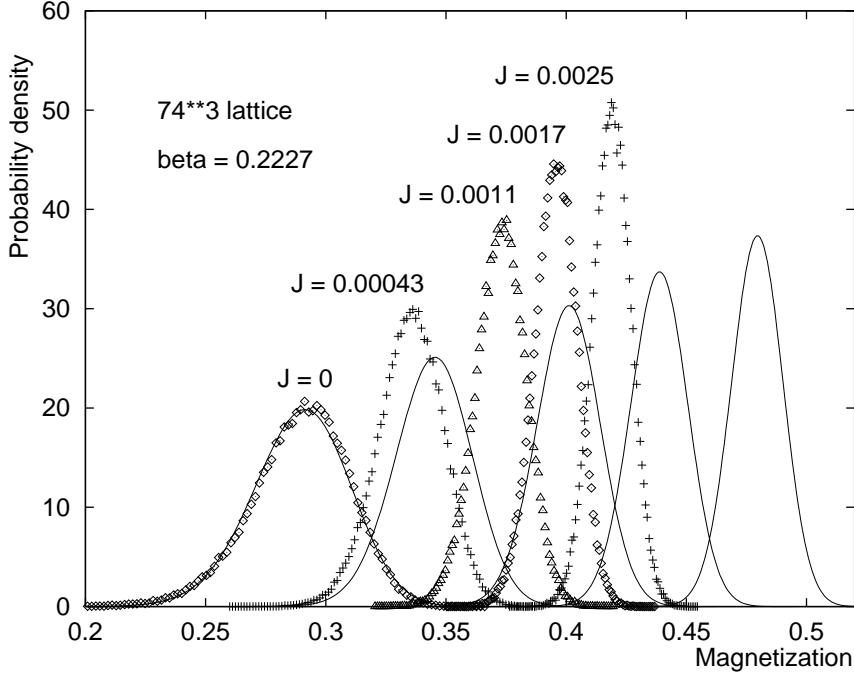 60
50
40
30
20
10
0
Probability density
74**3 lattice
beta = 0.2227
J = 0.0025
J = 0.0017
J = 0.0011
J = 0.00043
J = 0
0.2 0.25 0.3 0.35 0.4 0.45 0.5
Magnetization